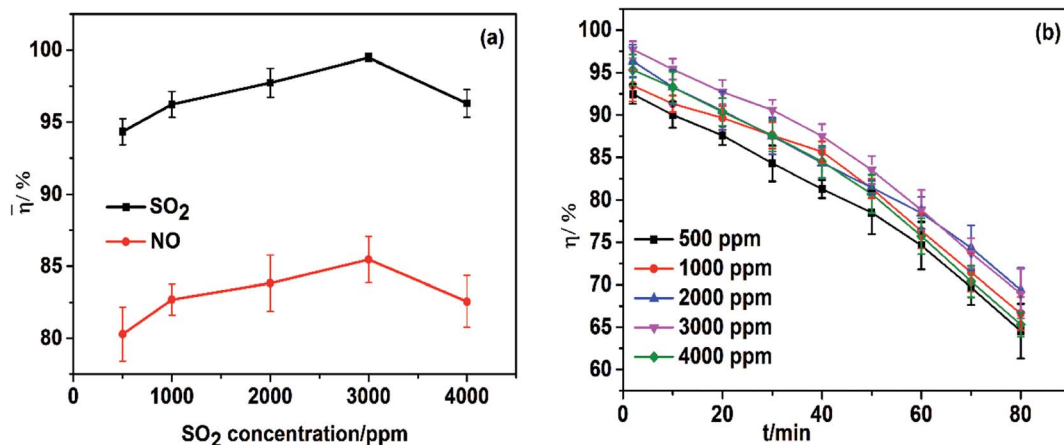 (a)
100
95
90
85
80
η̄/ %
SO2
NO
0
1000
2000
3000
4000
SO2 concentration/ppm
(b)
100
95
90
85
80
75
70
65
60
η/ %
500 ppm
1000 ppm
2000 ppm
3000 ppm
4000 ppm
0
20
40
60
80
t/min